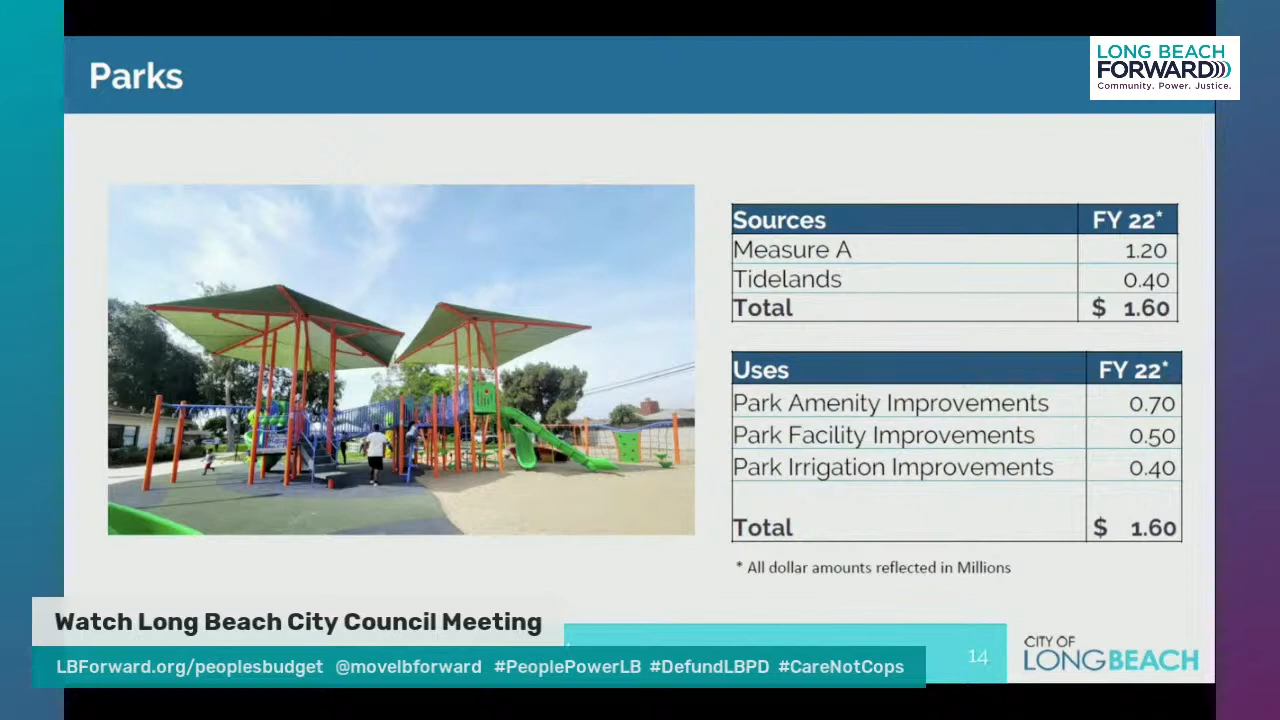 Parks
LONG BEACH
FORWARD
Community. Power. Justice.
Sources FY 22*
Measure A 1.20
Tidelands 0.40
Total $ 1.60
Uses FY 22*
Park Amenity Improvements 0.70
Park Facility Improvements 0.50
Park Irrigation Improvements 0.40
Total $ 1.60
* All dollar amounts reflected in Millions
Watch Long Beach City Council Meeting
LBForward.org/peoplesbudget @movelbforward #PeoplePowerLB #DefundLBPD #CareNotCops
14
CITY OF
LONGBEACH